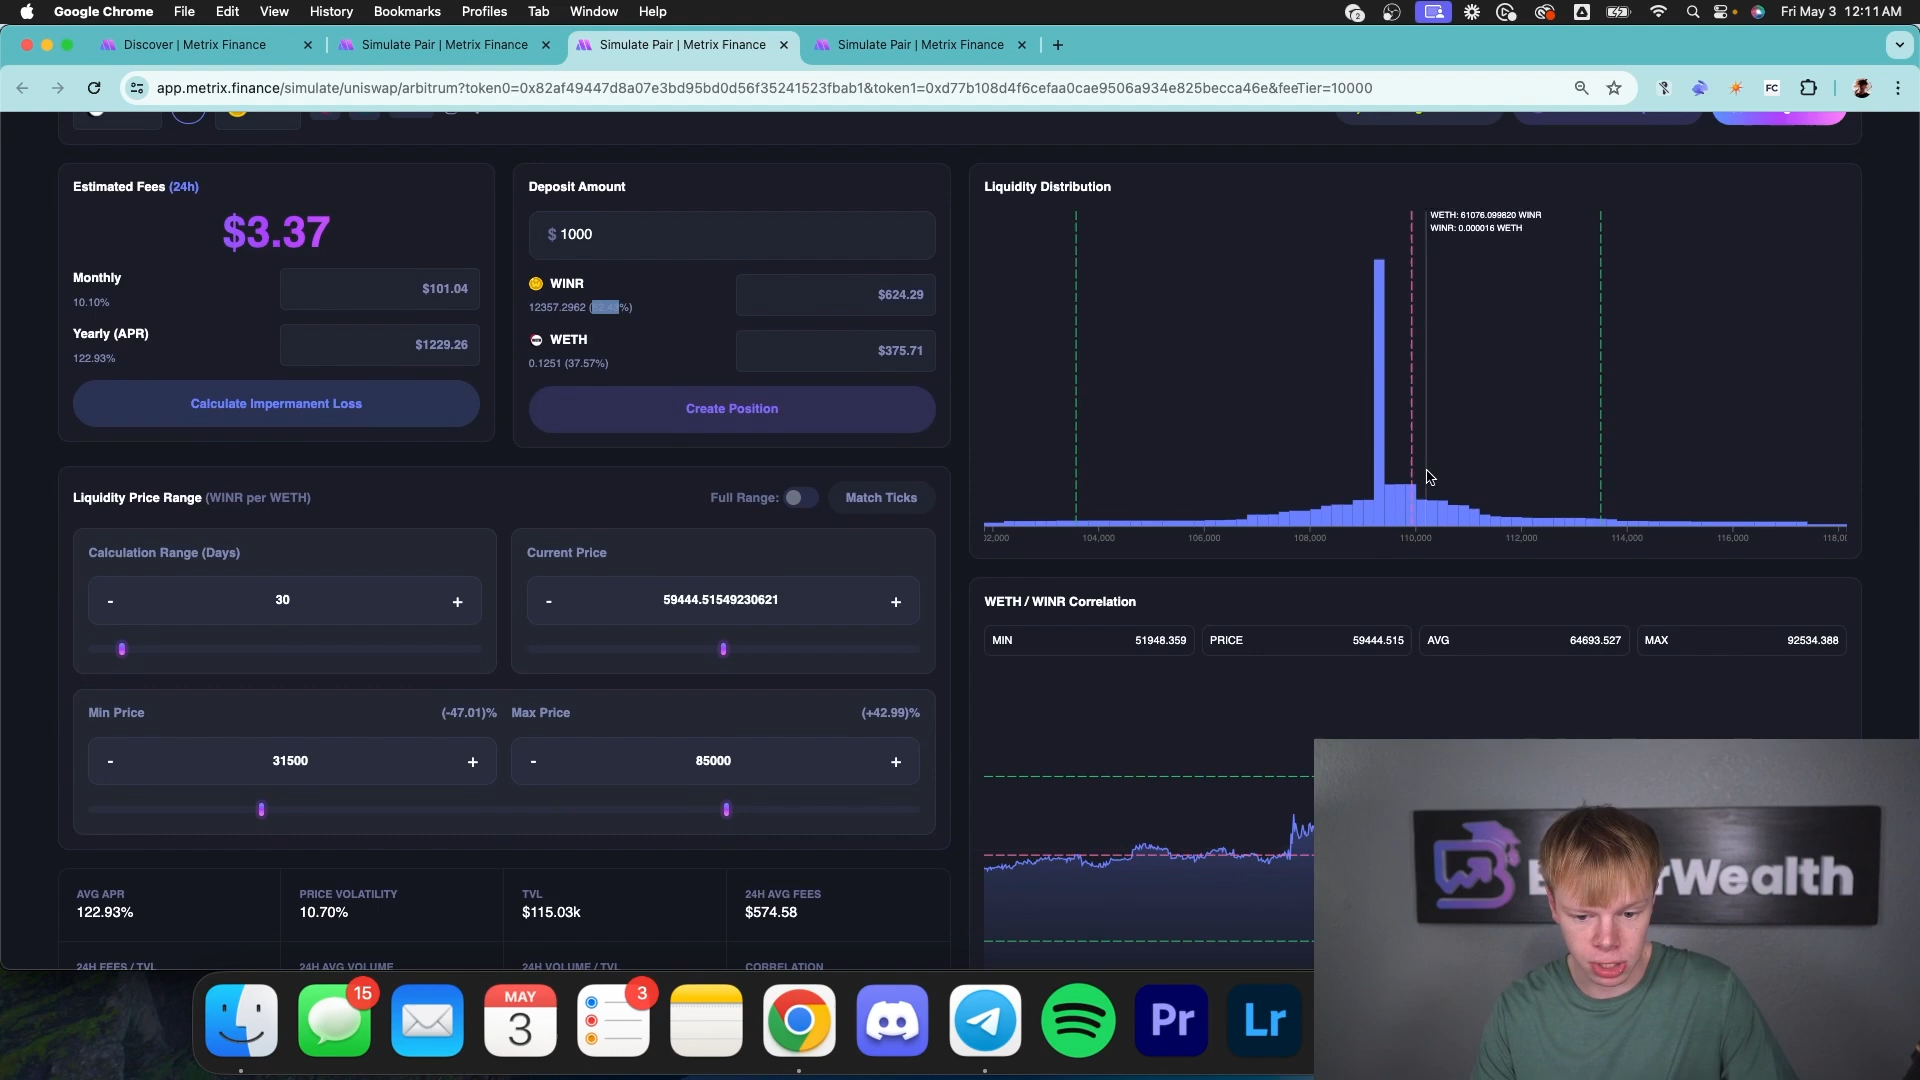 Google Chrome File Edit View History Bookmarks Profiles Tab Window Help
2
Fri May 3 12:11 AM
Discover | Metrix Finance
Simulate Pair | Metrix Finance
Simulate Pair | Metrix Finance
Simulate Pair | Metrix Finance
app.metrix.finance/simulate/uniswap/arbitrum?token0=0x82af49447d8a07e3bd95bd0d56f35241523fbab1&token1=0xd77b108d4f6cefaa0cae9506a934e825becca46e&feeTier=10000
FC
Estimated Fees (24h)
$3.37
Monthly
10.10%
$101.04
Yearly (APR)
122.93%
$1229.26
Calculate Impermanent Loss
Deposit Amount
$ 1000
WINR
12357.2962
$624.29
WETH
0.1251 (37.57%)
$375.71
Create Position
Liquidity Distribution
WETH: 61076.099820 WINR
WINR: 0.000016 WETH
02,000 104,000 106,000 108,000 110,000 112,000 114,000 116,000 118,0
Liquidity Price Range (WINR per WETH)
Full Range:
Match Ticks
Calculation Range (Days)
- 30 +
Current Price
- 59444.51549230621 +
Min Price (-47.01)%
- 31500 +
Max Price (+42.99)%
- 85000 +
WETH / WINR Correlation
MIN 51948.359
PRICE 59444.515
AVG 64693.527
MAX 92534.388
AVG APR
122.93%
PRICE VOLATILITY
10.70%
TVL
$115.03k
24H AVG FEES
$574.58
24H FEES / TVL
24H AVG VOLUME
24H VOLUME / TVL
CORRELATION
15
MAY
3
3
Pr
Lr
rWealth